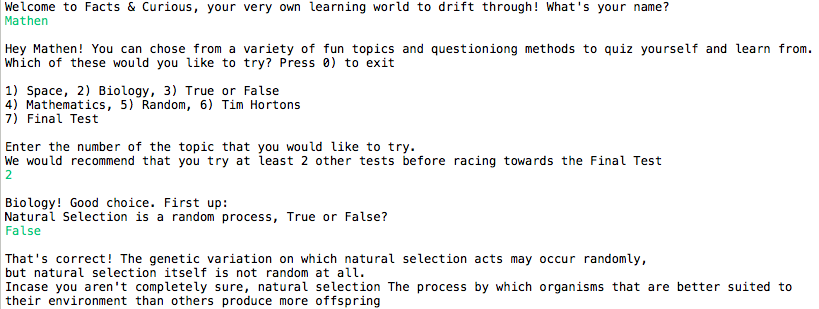 Welcome to Facts & Curious, your very own learning world to drift through! What's your name?
Mathen
Hey Mathen! You can chose from a variety of fun topics and questioniong methods to quiz yourself and learn from.
Which of these would you like to try? Press 0) to exit
1) Space, 2) Biology, 3) True or False
4) Mathematics, 5) Random, 6) Tim Hortons
7) Final Test
Enter the number of the topic that you would like to try.
We would recommend that you try at least 2 other tests before racing towards the Final Test
2
Biology! Good choice. First up:
Natural Selection is a random process, True or False?
False
That's correct! The genetic variation on which natural selection acts may occur randomly,
but natural selection itself is not random at all.
Incase you aren't completely sure, natural selection The process by which organisms that are better suited to
their environment than others produce more offspring